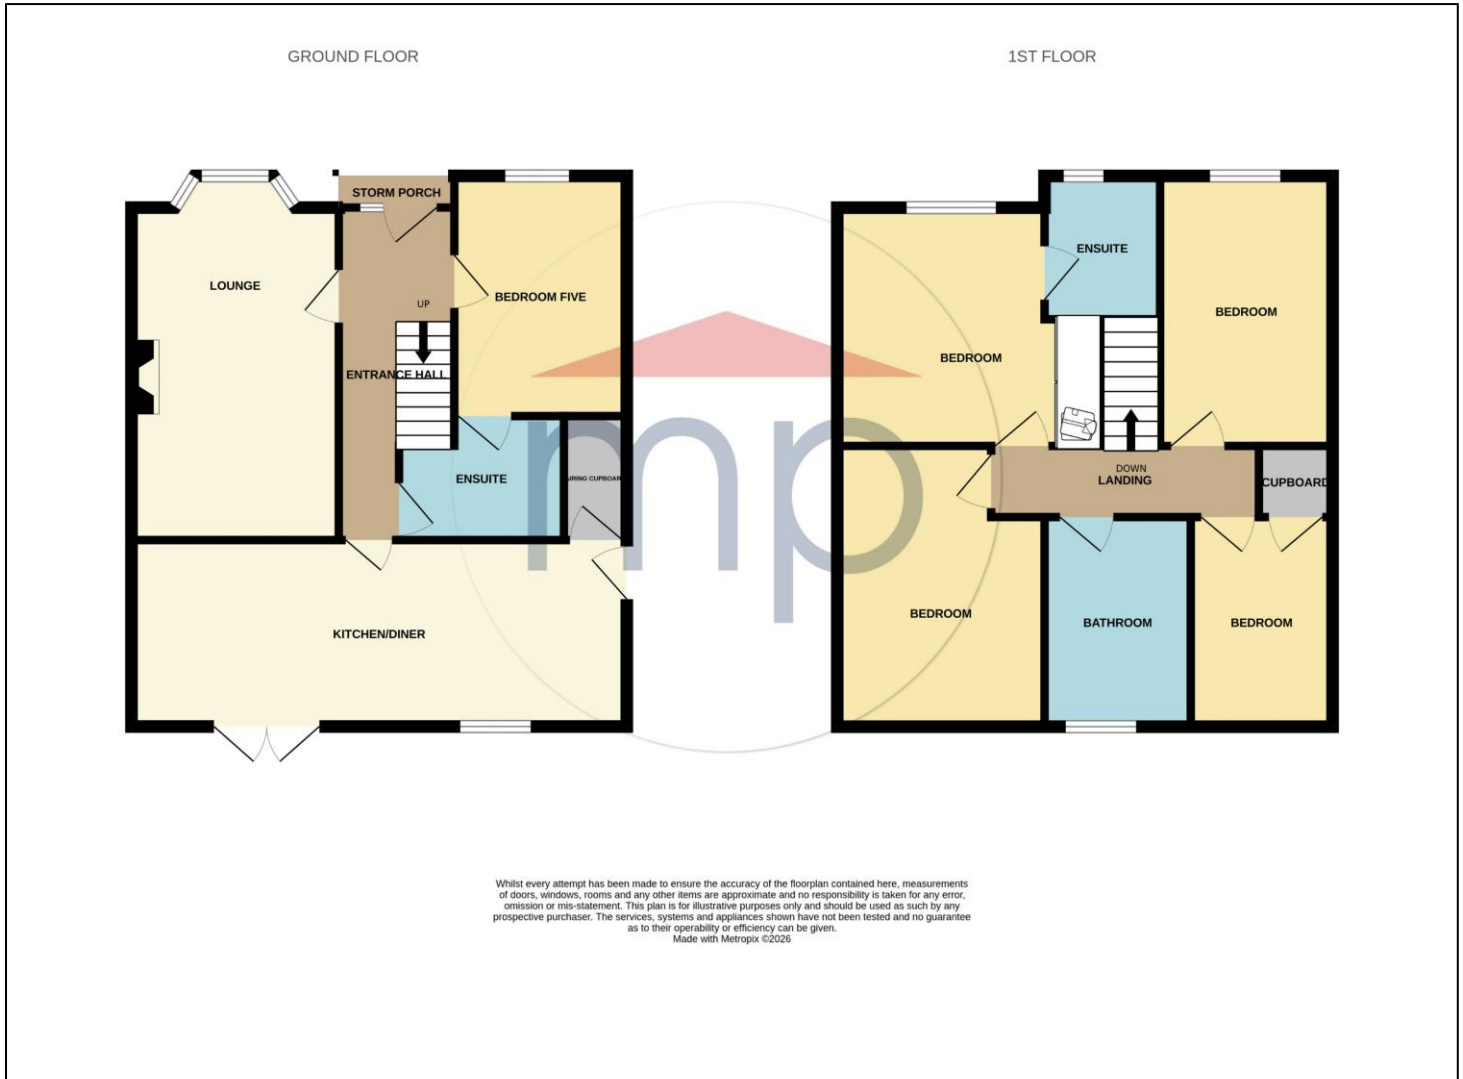 GROUND FLOOR
1ST FLOOR
STORM PORCH
LOUNGE
UP
BEDROOM FIVE
ENTRANCE HALL
ENSUITE
AIRING CUPBOARD
KITCHEN/DINER
ENSUITE
BEDROOM
BEDROOM
DOWN
LANDING
CUPBOARD
BEDROOM
BATHROOM
BEDROOM
mp
Whilst every attempt has been made to ensure the accuracy of the floorplan contained here, measurements
of doors, windows, rooms and any other items are approximate and no responsibility is taken for any error,
omission or mis-statement. This plan is for illustrative purposes only and should be used as such by any
prospective purchaser. The services, systems and appliances shown have not been tested and no guarantee
as to their operability or efficiency can be given.
Made with Metropix ©2026